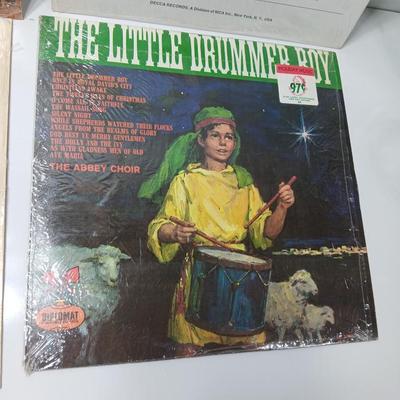 DECCA RECORDS, A Division of MCA Inc., New York, N. Y., USA
THE LITTLE DRUMMER BOY
HOLIDAY MUSIC
97¢
THE LITTLE DRUMMER BOY
ONCE IN ROYAL DAVID'S CITY
CHRISTIANS AWAKE
THE TWELVE DAYS OF CHRISTMAS
O COME ALL YE FAITHFUL
THE WASSAIL SONG
SILENT NIGHT
WHILE SHEPHERDS WATCHED THEIR FLOCKS
ANGELS FROM THE REALMS OF GLORY
GOD REST YE MERRY GENTLEMEN
THE HOLLY AND THE IVY
AS WITH GLADNESS MEN OF OLD
AVE MARIA
THE ABBEY CHOIR
DIPLOMAT